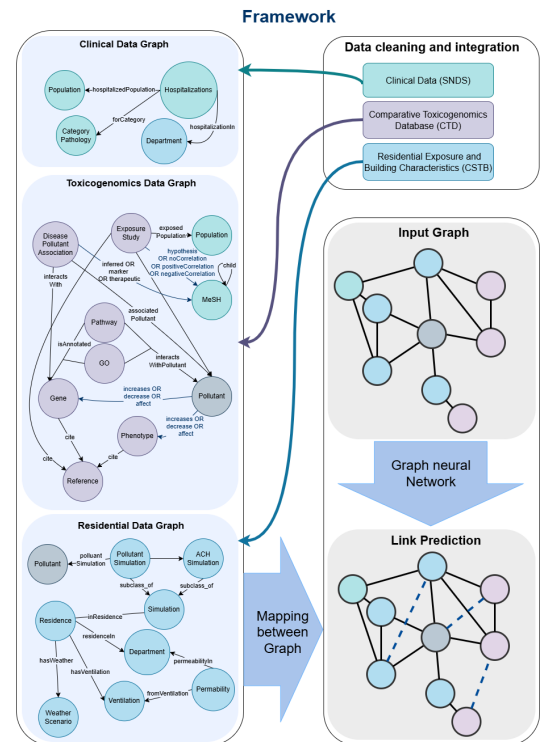 Framework
Clinical Data Graph
Population
hospitalizedPopulation
Hospitalizations
forCategory
Category
Pathology
Department
hospitalizationIn
Data cleaning and integration
Clinical Data (SNDS)
Comparative Toxicogenomics
Database (CTD)
Residential Exposure and
Building Characteristics (CSTB)
Toxicogenomics Data Graph
Disease
Pollutant
Association
Exposure
Study
exposed
Population
Population
hypothesis
OR noCorrelation
OR positiveCorrelation
OR negativeCorrelation
child
interacts
With
inferred OR
marker
OR therapeutic
MeSH
associated
Pollutant
Pathway
isAnnotated
GO
interacts
WithPollutant
Pollutant
increases OR
decrease OR
affect
Gene
increases OR
decrease OR
affect
Phenotype
cite
cite
cite
Reference
Input Graph
Graph neural
Network
Link Prediction
Residential Data Graph
Pollutant
polluant
Simulation
Pollutant
Simulation
ACH
Simulation
subclass_of
subclass_of
Simulation
inResidence
Residence
residenceIn
Department
permeabilityIn
hasWeather
hasVentilation
Permability
fromVentilation
Ventilation
Weather
Scenario
Mapping
between
Graph